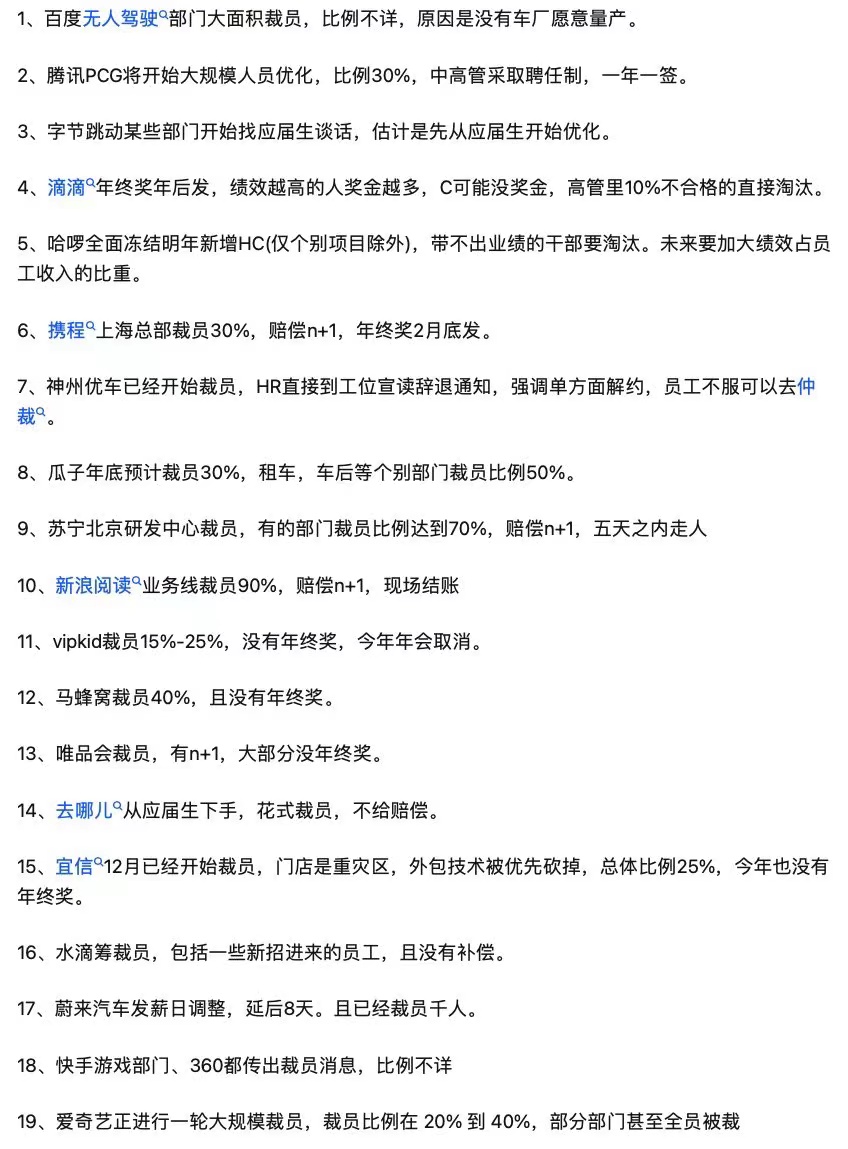 1、百度无人驾驶部门大面积裁员，比例不详，原因是没有车厂愿意量产。
2、腾讯PCG将开始大规模人员优化，比例30%，中高管采取聘任制，一年一签。
3、字节跳动某些部门开始找应届生谈话，估计是先从应届生开始优化。
4、滴滴年终奖年后发，绩效越高的人奖金越多，C可能没奖金，高管里10%不合格的直接淘汰。
5、哈啰全面冻结明年新增HC(仅个别项目除外)，带不出业绩的干部要淘汰。未来要加大绩效占员
工收入的比重。
6、携程上海总部裁员30%，赔偿n+1，年终奖2月底发。
7、神州优车已经开始裁员，HR直接到工位宣读辞退通知，强调单方面解约，员工不服可以去仲
裁。
8、瓜子年底预计裁员30%，租车，车后等个别部门裁员比例50%。
9、苏宁北京研发中心裁员，有的部门裁员比例达到70%，赔偿n+1，五天之内走人
10、新浪阅读业务线裁员90%，赔偿n+1，现场结账
11、vipkid裁员15%-25%，没有年终奖，今年年会取消。
12、马蜂窝裁员40%，且没有年终奖。
13、唯品会裁员，有n+1，大部分没年终奖。
14、去哪儿从应届生下手，花式裁员，不给赔偿。
15、宜信12月已经开始裁员，门店是重灾区，外包技术被优先砍掉，总体比例25%，今年也没有
年终奖。
16、水滴筹裁员，包括一些新招进来的员工，且没有补偿。
17、蔚来汽车发薪日调整，延后8天。且已经裁员千人。
18、快手游戏部门、360都传出裁员消息，比例不详
19、爱奇艺正进行一轮大规模裁员，裁员比例在 20% 到 40%，部分部门甚至全员被裁